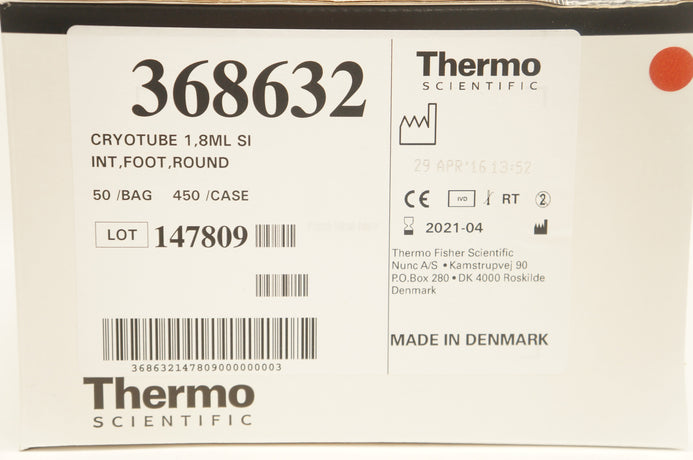 368632
CRYOTUBE 1,8ML SI
INT,FOOT,ROUND
50 /BAG 450 /CASE
LOT 147809
368632147809000000003
Thermo
SCIENTIFIC
Thermo
SCIENTIFIC
29 APR'16 13:52
CE IVD RT 2
2021-04
Thermo Fisher Scientific
Nunc A/S • Kamstrupvej 90
P.O.Box 280 • DK 4000 Roskilde
Denmark
MADE IN DENMARK